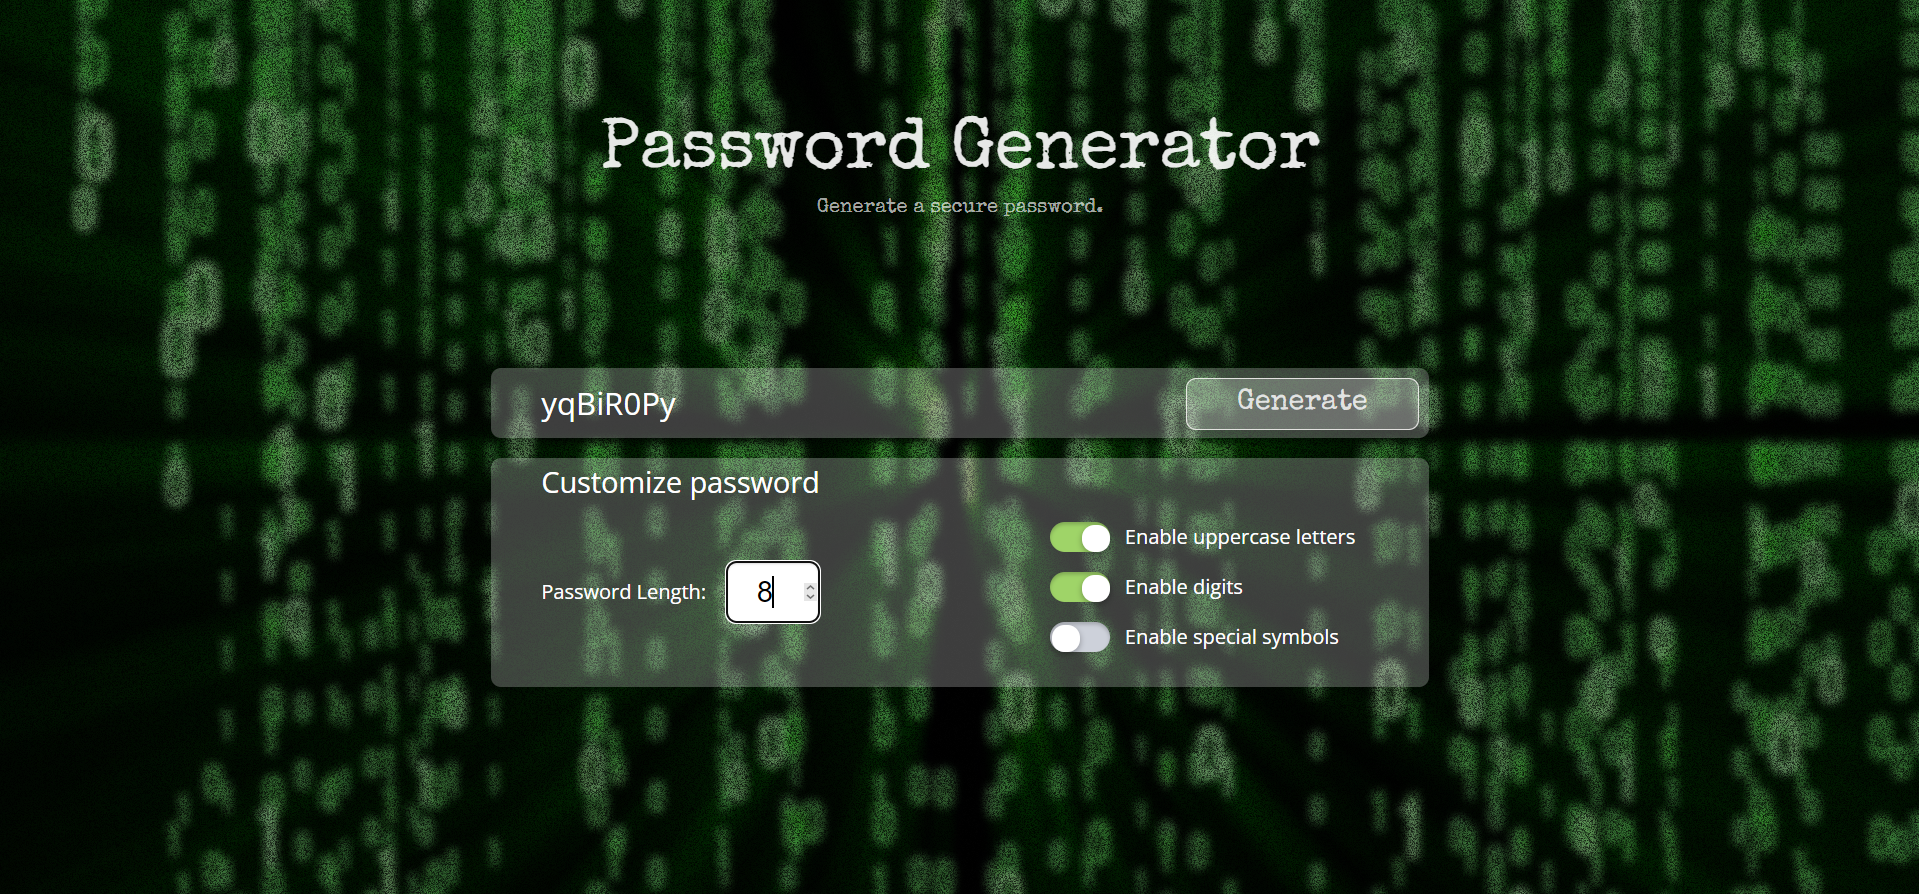 Password Generator
Generate a secure password.
yqBiR0Py
Generate
Customize password
Password Length:
8
Enable uppercase letters
Enable digits
Enable special symbols